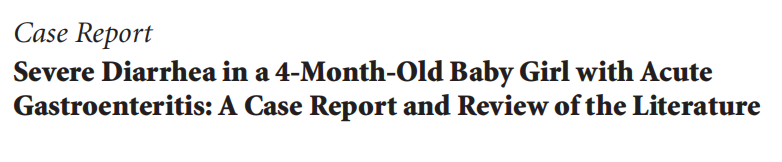 Case Report
Severe Diarrhea in a 4-Month-Old Baby Girl with Acute
Gastroenteritis: A Case Report and Review of the Literature